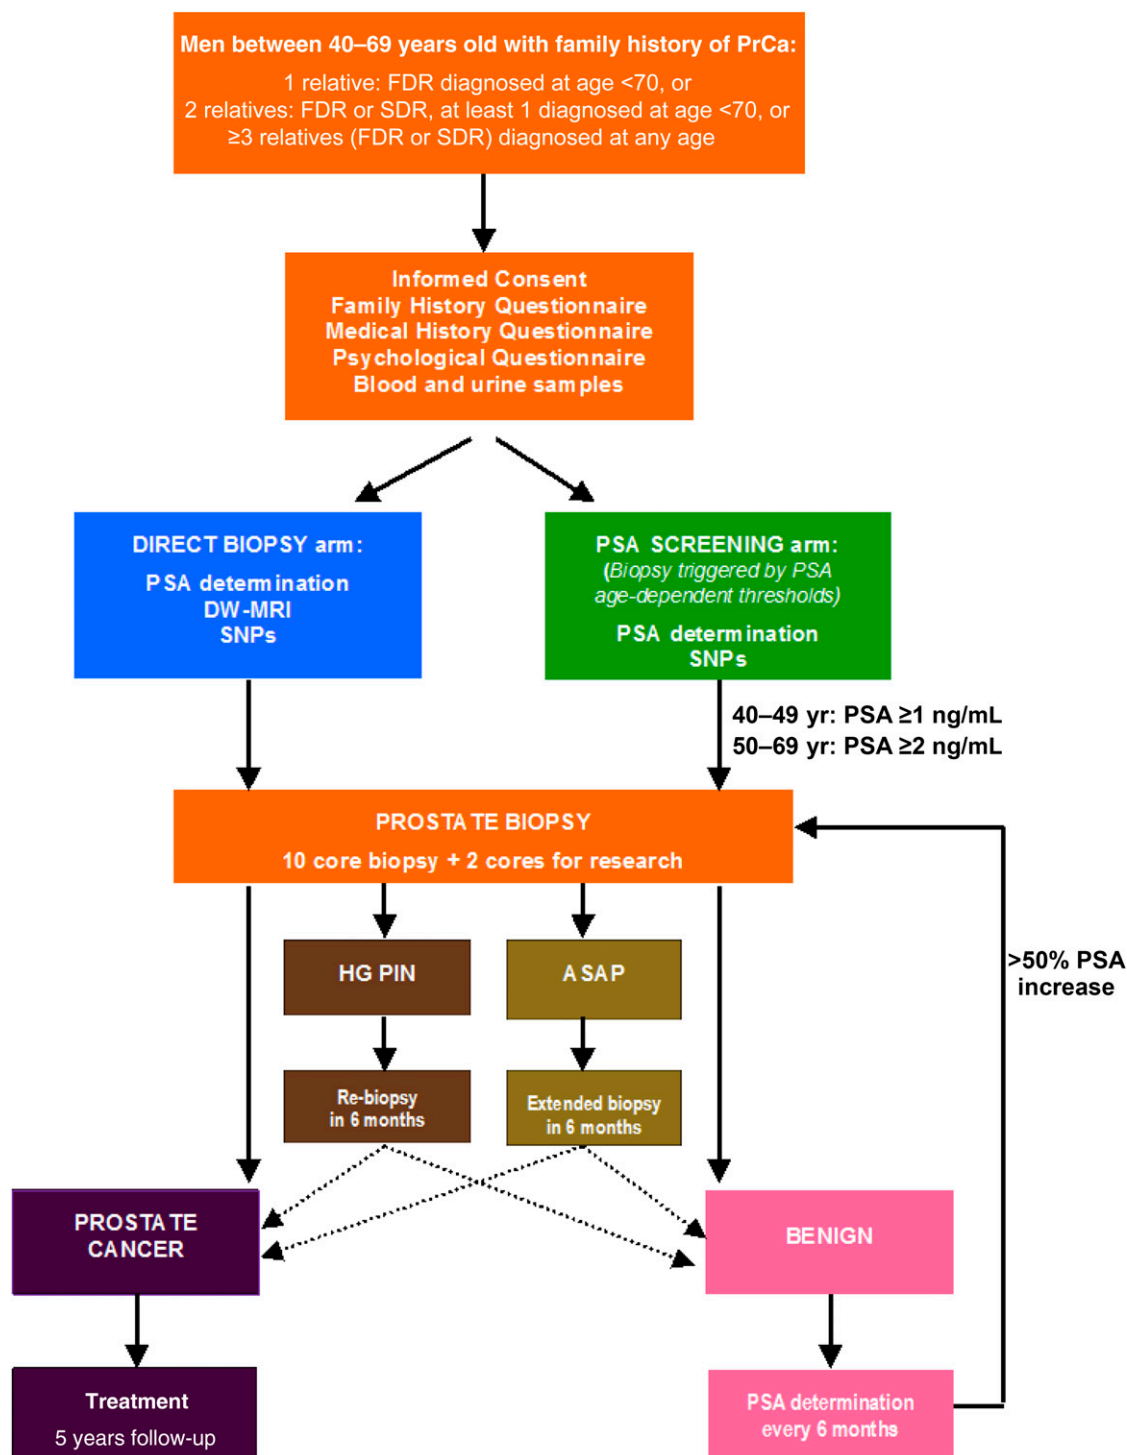 Men between 40–69 years old with family history of PrCa:
1 relative: FDR diagnosed at age <70, or
2 relatives: FDR or SDR, at least 1 diagnosed at age <70, or
≥3 relatives (FDR or SDR) diagnosed at any age
Informed Consent
Family History Questionnaire
Medical History Questionnaire
Psychological Questionnaire
Blood and urine samples
DIRECT BIOPSY arm:
PSA determination
DW-MRI
SNPs
PSA SCREENING arm:
(Biopsy triggered by PSA
age-dependent thresholds)
PSA determination
SNPs
40–49 yr: PSA ≥1 ng/mL
50–69 yr: PSA ≥2 ng/mL
PROSTATE BIOPSY
10 core biopsy + 2 cores for research
HG PIN
ASAP
>50% PSA
increase
Re-biopsy
in 6 months
Extended biopsy
in 6 months
PROSTATE
CANCER
BENIGN
Treatment
5 years follow-up
PSA determination
every 6 months